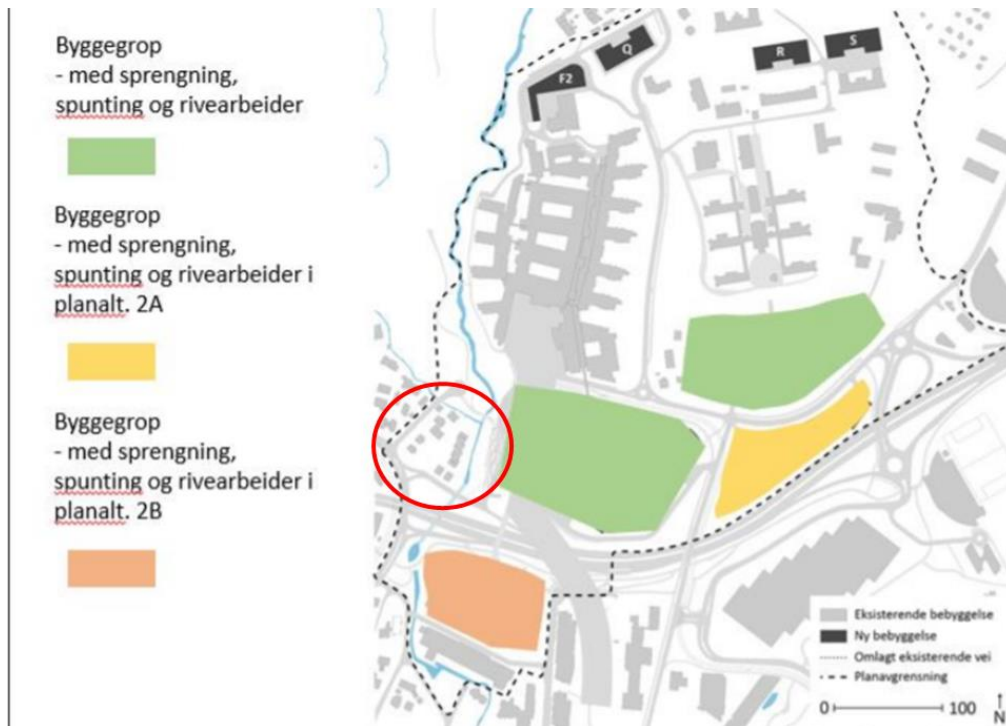 Byggegrop
- med sprengning,
spunting og rivearbeider
Byggegrop
- med sprengning,
spunting og rivearbeider i
planalt. 2A
Byggegrop
- med sprengning,
spunting og rivearbeider i
planalt. 2B
Q
R
S
F2
Eksisterende bebyggelse
Ny bebyggelse
Omlagt eksisterende vei
Planavgrensning
0 100 N